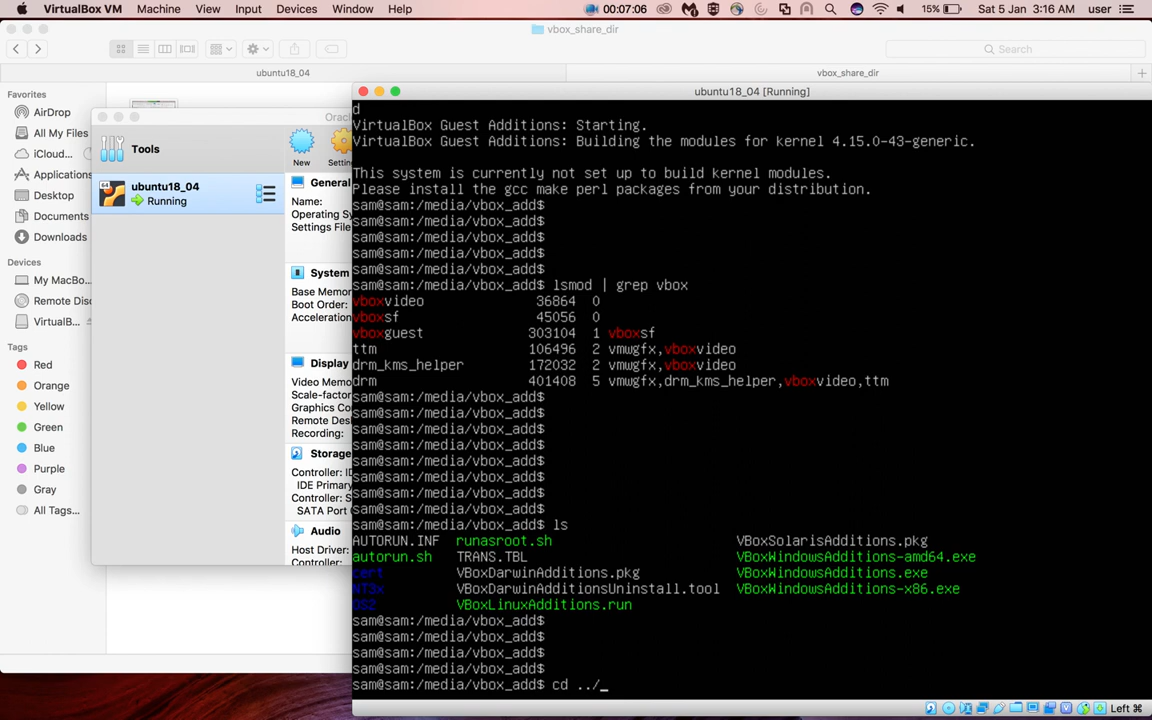 VirtualBox VM Machine View Input Devices Window Help 00:07:06 15% Sat 5 Jan 3:16 AM user
vbox_share_dir
Search
ubuntu18_04 vbox_share_dir
Favorites
AirDrop
All My Files
iCloud...
Applications
Desktop
Documents
Downloads
Devices
My MacBo...
Remote Disc
VirtualB...
Tags
Red
Orange
Yellow
Green
Blue
Purple
Gray
All Tags...
Oracl
Tools
New
Settin
64
ubuntu18_04
Running
General
Name:
Operating Sy
Settings File
System
Base Memor
Boot Order:
Acceleration
Display
Video Memo
Scale-factor
Graphics Co
Remote Des
Recording:
Storage
Controller: ID
IDE Primary
Controller: S
SATA Port
Audio
Host Driver:
ubuntu18_04 [Running]
d
VirtualBox Guest Additions: Starting.
VirtualBox Guest Additions: Building the modules for kernel 4.15.0-43-generic.
This system is currently not set up to build kernel modules.
Please install the gcc make perl packages from your distribution.
sam@sam:/media/vbox_add$
sam@sam:/media/vbox_add$
sam@sam:/media/vbox_add$
sam@sam:/media/vbox_add$
sam@sam:/media/vbox_add$
sam@sam:/media/vbox_add$ lsmod | grep vbox
vboxvideo 36864 0
vboxsf 45056 0
vboxguest 303104 1 vboxsf
ttm 106496 2 vmwgfx,vboxvideo
drm_kms_helper 172032 2 vmwgfx,vboxvideo
drm 401408 5 vmwgfx,drm_kms_helper,vboxvideo,ttm
sam@sam:/media/vbox_add$
sam@sam:/media/vbox_add$
sam@sam:/media/vbox_add$
sam@sam:/media/vbox_add$
sam@sam:/media/vbox_add$
sam@sam:/media/vbox_add$
sam@sam:/media/vbox_add$
sam@sam:/media/vbox_add$
sam@sam:/media/vbox_add$ ls
AUTORUN.INF runasroot.sh VBoxSolarisAdditions.pkg
autorun.sh TRANS.TBL VBoxWindowsAdditions-amd64.exe
cert VBoxDarwinAdditions.pkg VBoxWindowsAdditions.exe
NT3x VBoxDarwinAdditionsUninstall.tool VBoxWindowsAdditions-x86.exe
OS2 VBoxLinuxAdditions.run
sam@sam:/media/vbox_add$
sam@sam:/media/vbox_add$
sam@sam:/media/vbox_add$
sam@sam:/media/vbox_add$
sam@sam:/media/vbox_add$ cd ../_
Left ⌘